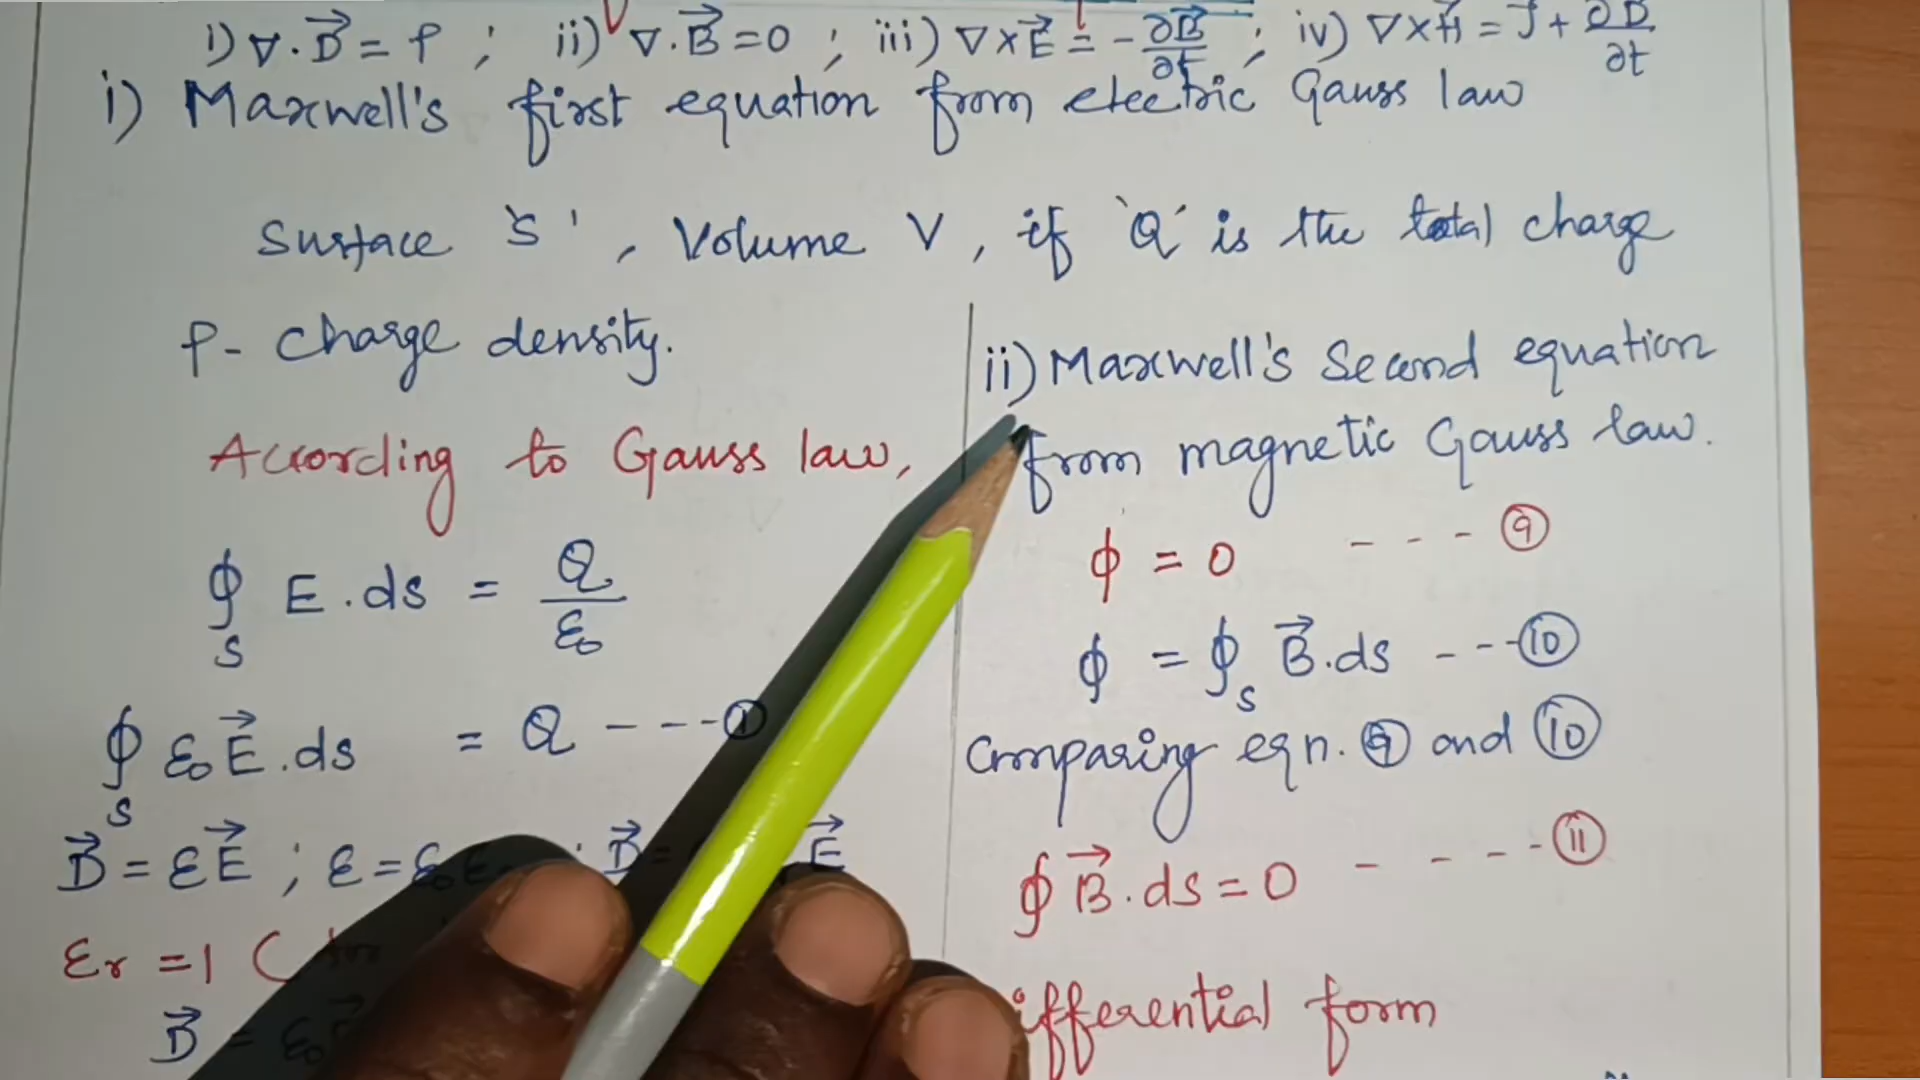 i) ∇.D⃗ = ρ ; ii) ∇.B⃗ = 0 ; iii) ∇×E⃗ = -∂B⃗/∂t ; iv) ∇×H⃗ = J⃗ + ∂D⃗/∂t
i) Maxwell's first equation from electric Gauss law
Surface 'S' , Volume V , if 'Q' is the total charge
ρ - charge density.
According to Gauss law,
∮S E.ds = Q/ε₀
∮S ε₀E⃗.ds = Q ---①
D⃗ = εE⃗ ; ε = ε₀ ; D⃗ = E⃗
εr = 1 (
D⃗ = ε₀
ii) Maxwell's Second equation
from magnetic Gauss law.
ϕ = 0 --- ⑨
ϕ = ∮S B⃗.ds ---⑩
Comparing eqn. ⑨ and ⑩
∮ B⃗.ds = 0 - - - -⑪
ifferential form